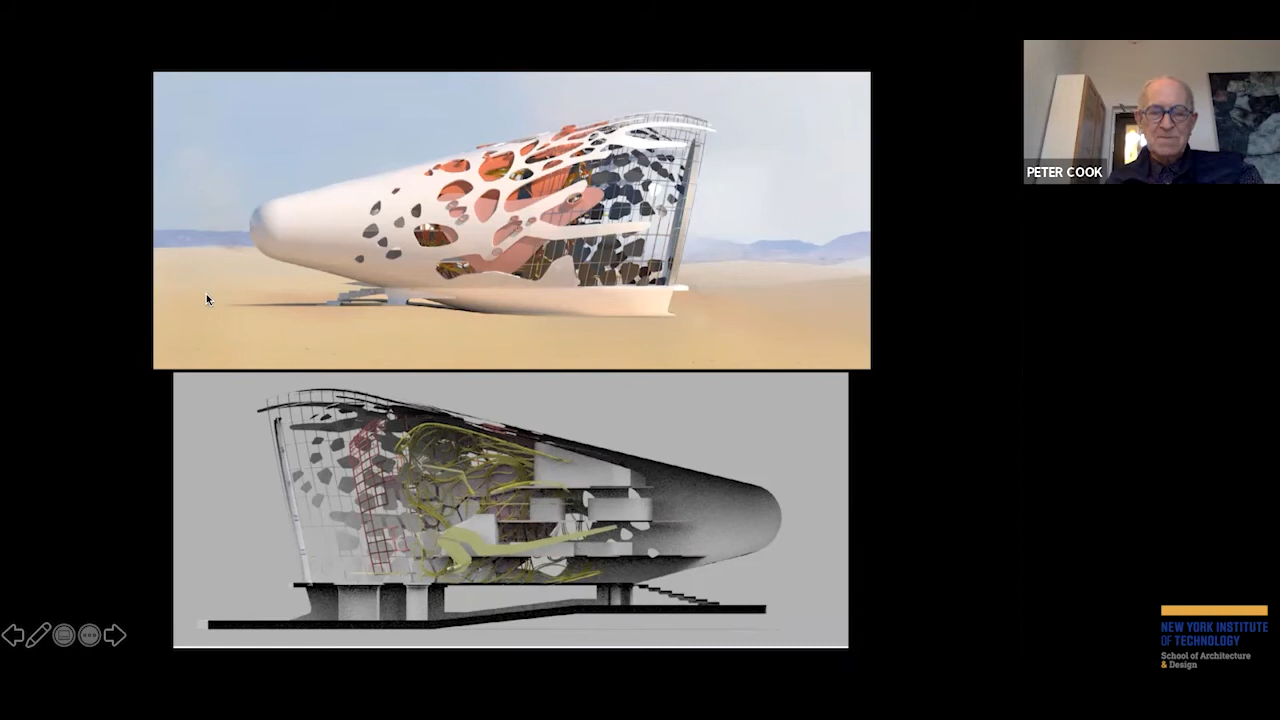 PETER COOK
NEW YORK INSTITUTE
OF TECHNOLOGY
School of Architecture
& Design